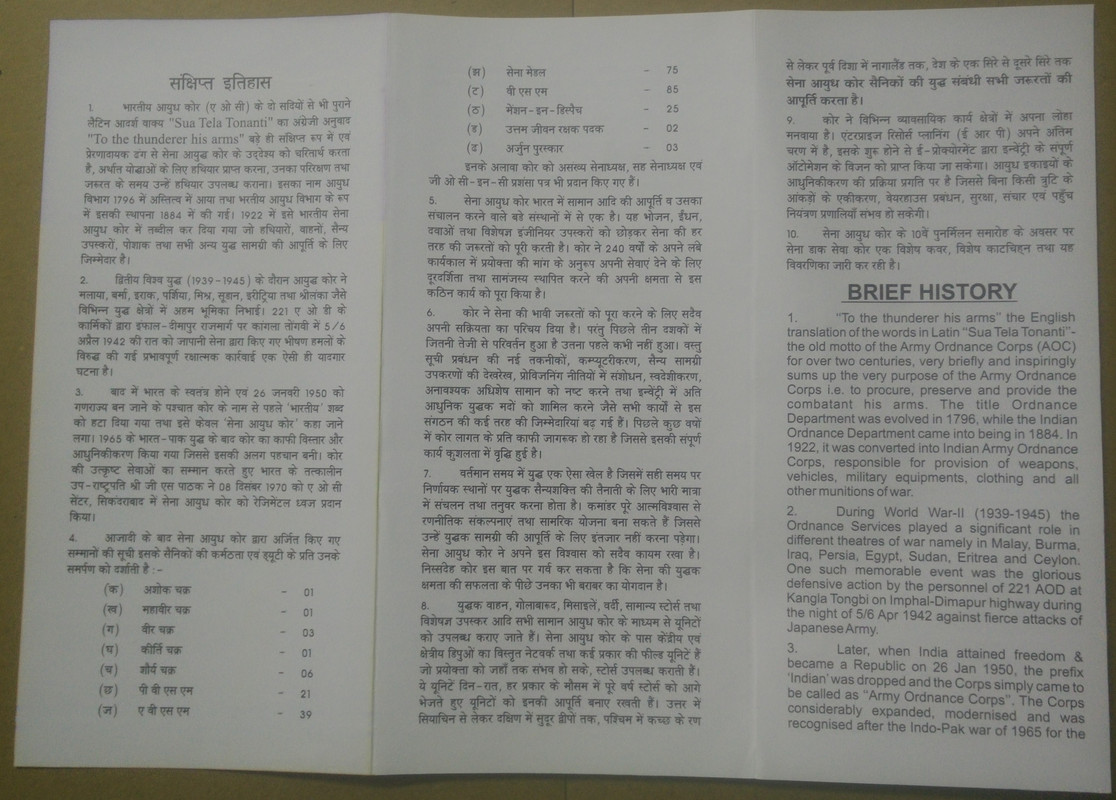 संक्षिप्त इतिहास
1. भारतीय आयुध कोर (ए ओ सी) के दो सदियों से भी पुराने
लैटिन आदर्श वाक्य "Sua Tela Tonanti" का अंग्रेजी अनुवाद
"To the thunderer his arms" बड़े ही संक्षिप्त रूप में एवं
प्रेरणादायक ढंग से सेना आयुद्ध कोर के उद्देश्य को चरितार्थ करता
है, अर्थात योद्धाओं के लिए हथियार प्राप्त करना, उनका परिरक्षण तथा
जरूरत के समय उन्हें हथियार उपलब्ध कराना। इसका नाम आयुध
विभाग 1796 में अस्तित्व में आया तथा भरतीय आयुध विभाग के रूप
में इसकी स्थापना 1884 में की गई। 1922 में इसे भारतीय सेना
आयुध कोर में तब्दील कर दिया गया जो हथियारों, वाहनों, सैन्य
उपस्करों, पोशाक तथा सभी अन्य युद्ध सामग्री की आपूर्ति के लिए
जिम्मेदार है।
2. द्वितीय विश्व युद्ध (1939-1945) के दौरान आयुद्ध कोर ने
मलाया, बर्मा, इराक, पर्शिया, मिश्र, सूडान, इरीट्रिया तथा श्रीलंका जैसे
विभिन्न युद्ध क्षेत्रों में अहम भूमिका निभाई। 221 ए ओ डी के
कार्मिकों द्वारा इंफाल-दीमापुर राजमार्ग पर कांगला तोंगबी में 5/6
अप्रैल 1942 की रात को जापानी सेना द्वारा किए गए भीषण हमलों के
विरुद्ध की गई प्रभावपूर्ण रक्षात्मक कार्रवाई एक ऐसी ही यादगार
घटना है।
3. बाद में भारत के स्वतंत्र होने एवं 26 जनवरी 1950 को
गणराज्य बन जाने के पश्चात कोर के नाम से पहले 'भारतीय' शब्द
को हटा दिया गया तथा इसे केवल 'सेना आयुध कोर' कहा जाने
लगा। 1965 के भारत-पाक युद्ध के बाद कोर का काफी विस्तार और
आधुनिकीकरण किया गया जिससे इसकी अलग पहचान बनी। कोर
की उत्कृष्ट सेवाओं का सम्मान करते हुए भारत के तत्कालीन
उप-राष्ट्रपति श्री जी एस पाठक ने 08 दिसंबर 1970 को ए ओ सी
सेंटर, सिकंदराबाद में सेना आयुध कोर को रेजिमेंटल ध्वज प्रदान
किया।
4. आजादी के बाद सेना आयुध कोर द्वारा अर्जित किए गए
सम्मानों की सूची इसके सैनिकों की कर्मठता एवं ड्यूटी के प्रति उनके
समर्पण को दर्शाता है :-
(क) अशोक चक्र - 01
(ख) महावीर चक्र - 01
(ग) वीर चक्र - 03
(घ) कीर्ति चक्र - 01
(च) शौर्य चक्र - 06
(छ) पी वी एस एम - 21
(ज) ए वी एस एम - 39
(झ) सेना मेडल - 75
(ट) वी एस एम - 85
(ठ) मेंशन-इन-डिस्पैच - 25
(ड) उत्तम जीवन रक्षक पदक - 02
(ढ) अर्जुन पुरस्कार - 03
इनके अलावा कोर को असंख्य सेनाध्यक्ष, सह सेनाध्यक्ष एवं
जी ओ सी-इन-सी प्रशंसा पत्र भी प्रदान किए गए हैं।
5. सेना आयुध कोर भारत में सामान आदि की आपूर्ति व उसका
संचालन करने वाले बड़े संस्थानों में से एक है। यह भोजन, ईंधन,
दवाओं तथा विशेषज्ञ इंजीनियर उपस्करों को छोड़कर सेना की हर
तरह की जरूरतों को पूरी करती है। कोर ने 240 वर्षों के अपने लंबे
कार्यकाल में प्रयोक्ता की मांग के अनुरूप अपनी सेवाएं देने के लिए
दूरदर्शिता तथा सामंजस्य स्थापित करने की अपनी क्षमता से इस
कठिन कार्य को पूरा किया है।
6. कोर ने सेना की भावी जरूरतों को पूरा करने के लिए सदैव
अपनी सक्रियता का परिचय दिया है। परंतु पिछले तीन दशकों में
जितनी तेजी से परिवर्तन हुआ है उतना पहले कभी नहीं हुआ। वस्तु
सूची प्रबंधन की नई तकनीकों, कम्प्यूटरीकरण, सैन्य सामग्री
उपकरणों की देखरेख, प्रोविजनिंग नीतियों में संशोधन, स्वदेशीकरण,
अनावश्यक अधिशेष सामान को नष्ट करने तथा इन्वेंट्री में अति
आधुनिक युद्धक मदों को शामिल करने जैसे सभी कार्यों से इस
संगठन की कई तरह की जिम्मेदारियां बढ़ गई हैं। पिछले कुछ वर्षों
में कोर लागत के प्रति काफी जागरूक हो रहा है जिससे इसकी संपूर्ण
कार्य कुशलता में वृद्धि हुई है।
7. वर्तमान समय में युद्ध एक ऐसा खेल है जिसमें सही समय पर
निर्णायक स्थानों पर युद्धक सैन्यशक्ति की तैनाती के लिए भारी मात्रा
में संचलन तथा तनुवर करना होता है। कमांडर पूरे आत्मविश्वास से
रणनीतिक संकल्पनाएं तथा सामरिक योजना बना सकते हैं जिससे
उन्हें युद्धक सामग्री की आपूर्ति के लिए इंतजार नहीं करना पड़ेगा।
सेना आयुध कोर ने अपने इस विश्वास को सदैव कायम रखा है।
निस्संदेह कोर इस बात पर गर्व कर सकता है कि सेना की युद्धक
क्षमता की सफलता के पीछे उनका भी बराबर का योगदान है।
8. युद्धक वाहन, गोलाबारूद, मिसाइलें, वर्दी, सामान्य स्टोर्स तथा
विशेषज्ञ उपस्कर आदि सभी सामान आयुध कोर के माध्यम से यूनिटों
को उपलब्ध कराए जाते हैं। सेना आयुध कोर के पास केंद्रीय एवं
क्षेत्रीय डिपुओं का विस्तृत नेटवर्क तथा कई प्रकार की फील्ड यूनिटें हैं
जो प्रयोक्ता को जहाँ तक संभव हो सके, स्टोर्स उपलब्ध कराती हैं।
ये यूनिटें दिन-रात, हर प्रकार के मौसम में पूरे वर्ष स्टोर्स को आगे
भेजते हुए यूनिटों को इनकी आपूर्ति बनाए रखती हैं। उत्तर में
सियाचिन से लेकर दक्षिण में सुदूर द्वीपों तक, पश्चिम में कच्छ के रण
से लेकर पूर्व दिशा में नागालैंड तक, देश के एक सिरे से दूसरे सिरे तक
सेना आयुध कोर सैनिकों की युद्ध संबंधी सभी जरूरतों की
आपूर्ति करता है।
9. कोर ने विभिन्न व्यावसायिक कार्य क्षेत्रों में अपना लोहा
मनवाया है। एंटरप्राइज रिसोर्स प्लानिंग (ई आर पी) अपने अंतिम
चरण में है, इसके शुरू होने से ई-प्रोक्योरमेंट द्वारा इन्वेंट्री के संपूर्ण
ऑटोमेशन के विजन को प्राप्त किया जा सकेगा। आयुध इकाइयों के
आधुनिकीकरण की प्रक्रिया प्रगति पर है जिससे बिना किसी त्रुटि के
आंकड़ों के एकीकरण, वेयरहाउस प्रबंधन, सुरक्षा, संचार एवं पहुँच
नियंत्रण प्रणालियाँ संभव हो सकेगी।
10. सेना आयुध कोर के 10वें पुनर्मिलन समारोह के अवसर पर
सेना डाक सेवा कोर एक विशेष कवर, विशेष काटचिह्न तथा यह
विवरणिका जारी कर रही है।
BRIEF HISTORY
1. "To the thunderer his arms" the English
translation of the words in Latin "Sua Tela Tonanti"-
the old motto of the Army Ordnance Corps (AOC)
for over two centuries, very briefly and inspiringly
sums up the very purpose of the Army Ordnance
Corps i.e. to procure, preserve and provide the
combatant his arms. The title Ordnance
Department was evolved in 1796, while the Indian
Ordnance Department came into being in 1884. In
1922, it was converted into Indian Army Ordnance
Corps, responsible for provision of weapons,
vehicles, military equipments, clothing and all
other munitions of war.
2. During World War-II (1939-1945) the
Ordnance Services played a significant role in
different theatres of war namely in Malay, Burma,
Iraq, Persia, Egypt, Sudan, Eritrea and Ceylon.
One such memorable event was the glorious
defensive action by the personnel of 221 AOD at
Kangla Tongbi on Imphal-Dimapur highway during
the night of 5/6 Apr 1942 against fierce attacks of
Japanese Army.
3. Later, when India attained freedom &
became a Republic on 26 Jan 1950, the prefix
'Indian' was dropped and the Corps simply came to
be called as "Army Ordnance Corps". The Corps
considerably expanded, modernised and was
recognised after the Indo-Pak war of 1965 for the